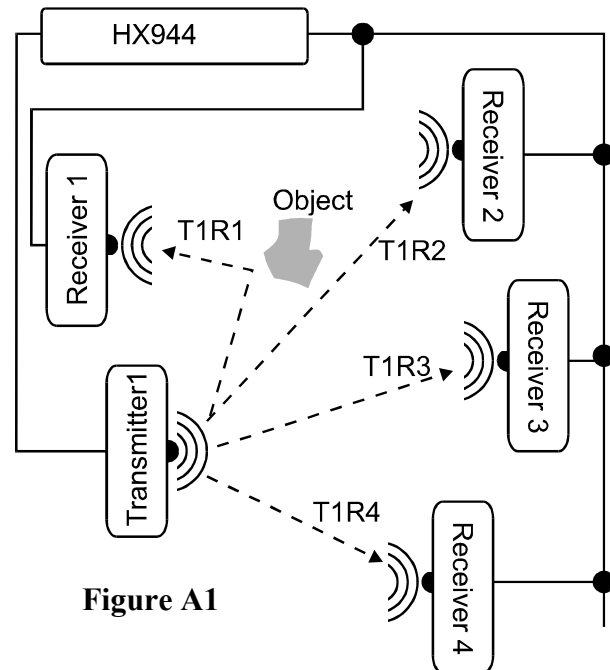 HX944
Receiver 1
Receiver 2
Object
T1R1
T1R2
Receiver 3
T1R3
Transmitter1
T1R4
Receiver 4
Figure A1